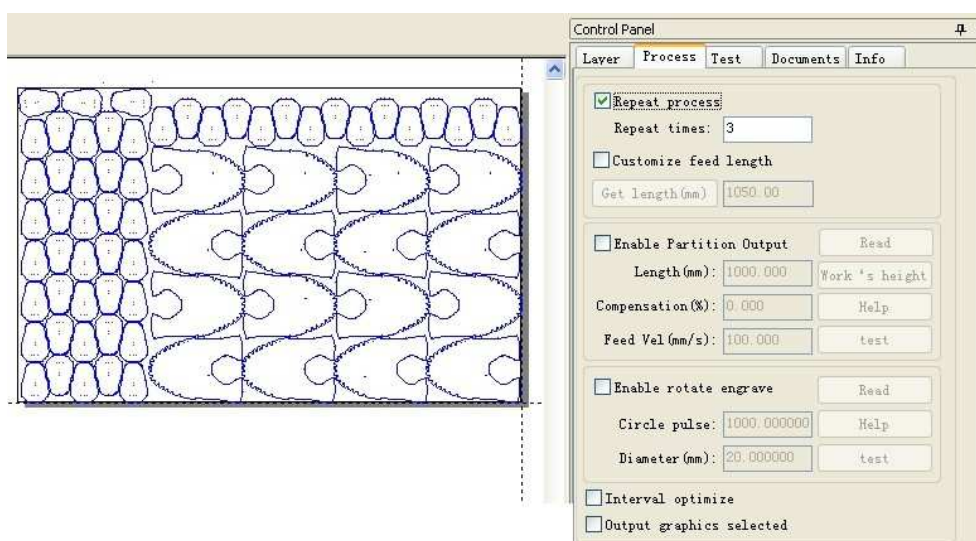 Control Panel
Layer Process Test Documents Info
Repeat process
Repeat times: 3
Customize feed length
Get length(mm) 1050.00
Enable Partition Output Read
Length(mm): 1000.000 Work 's height
Compensation(%): 0.000 Help
Feed Vel(mm/s): 100.000 test
Enable rotate engrave Read
Circle pulse: 1000.000000 Help
Diameter(mm): 20.000000 test
Interval optimize
Output graphics selected